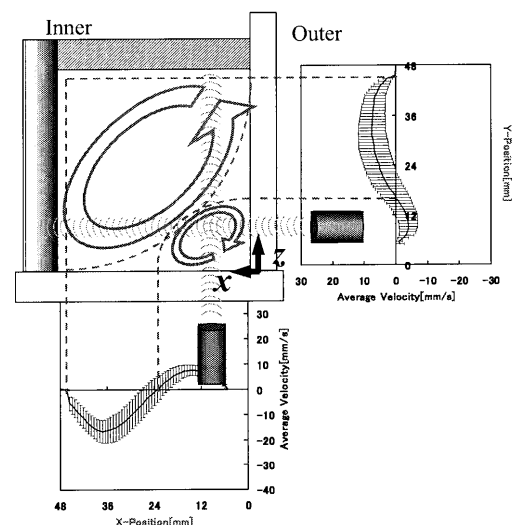 Inner
Outer
48
36
24
12
0
Y-Position[mm]
30 20 10 0 -10 -20 -30
Average Velocity[mm/s]
x
z
30
20
10
0
-10
-20
-30
-40
Average Velocity[mm/s]
48 36 24 12 0
X-Position[mm]